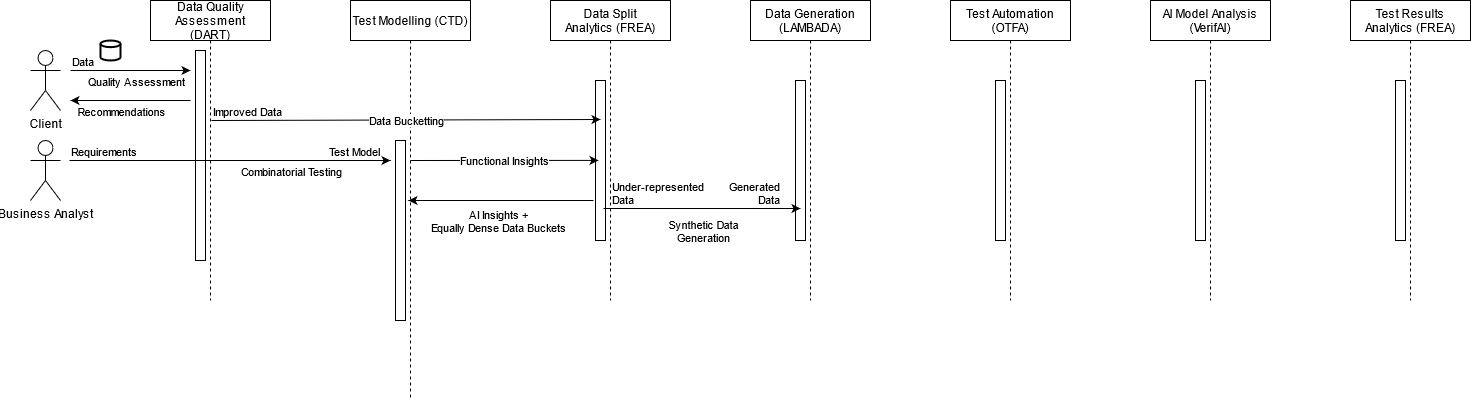 Data Quality
Assessment
(DART)
Test Modelling (CTD)
Data Split
Analytics (FREA)
Data Generation
(LAMBADA)
Test Automation
(OTFA)
AI Model Analysis
(VerifAI)
Test Results
Analytics (FREA)
Data
Quality Assessment
Recommendations
Client
Improved Data
Data Bucketting
Requirements
Test Model
Combinatorial Testing
Functional Insights
Business Analyst
Under-represented
Data
Generated
Data
AI Insights +
Equally Dense Data Buckets
Synthetic Data
Generation